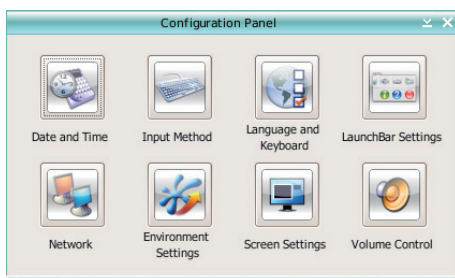 Configuration Panel
Date and Time
Input Method
Language and
Keyboard
LaunchBar Settings
Network
Environment
Settings
Screen Settings
Volume Control